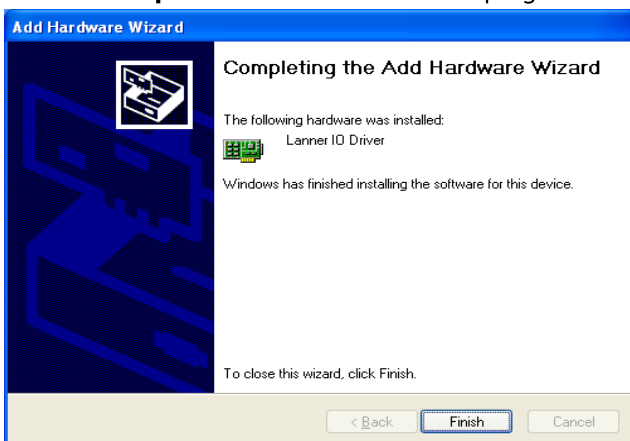 Add Hardware Wizard
Completing the Add Hardware Wizard
The following hardware was installed:
Lanner IO Driver
Windows has finished installing the software for this device.
To close this wizard, click Finish.
< Back Finish Cancel